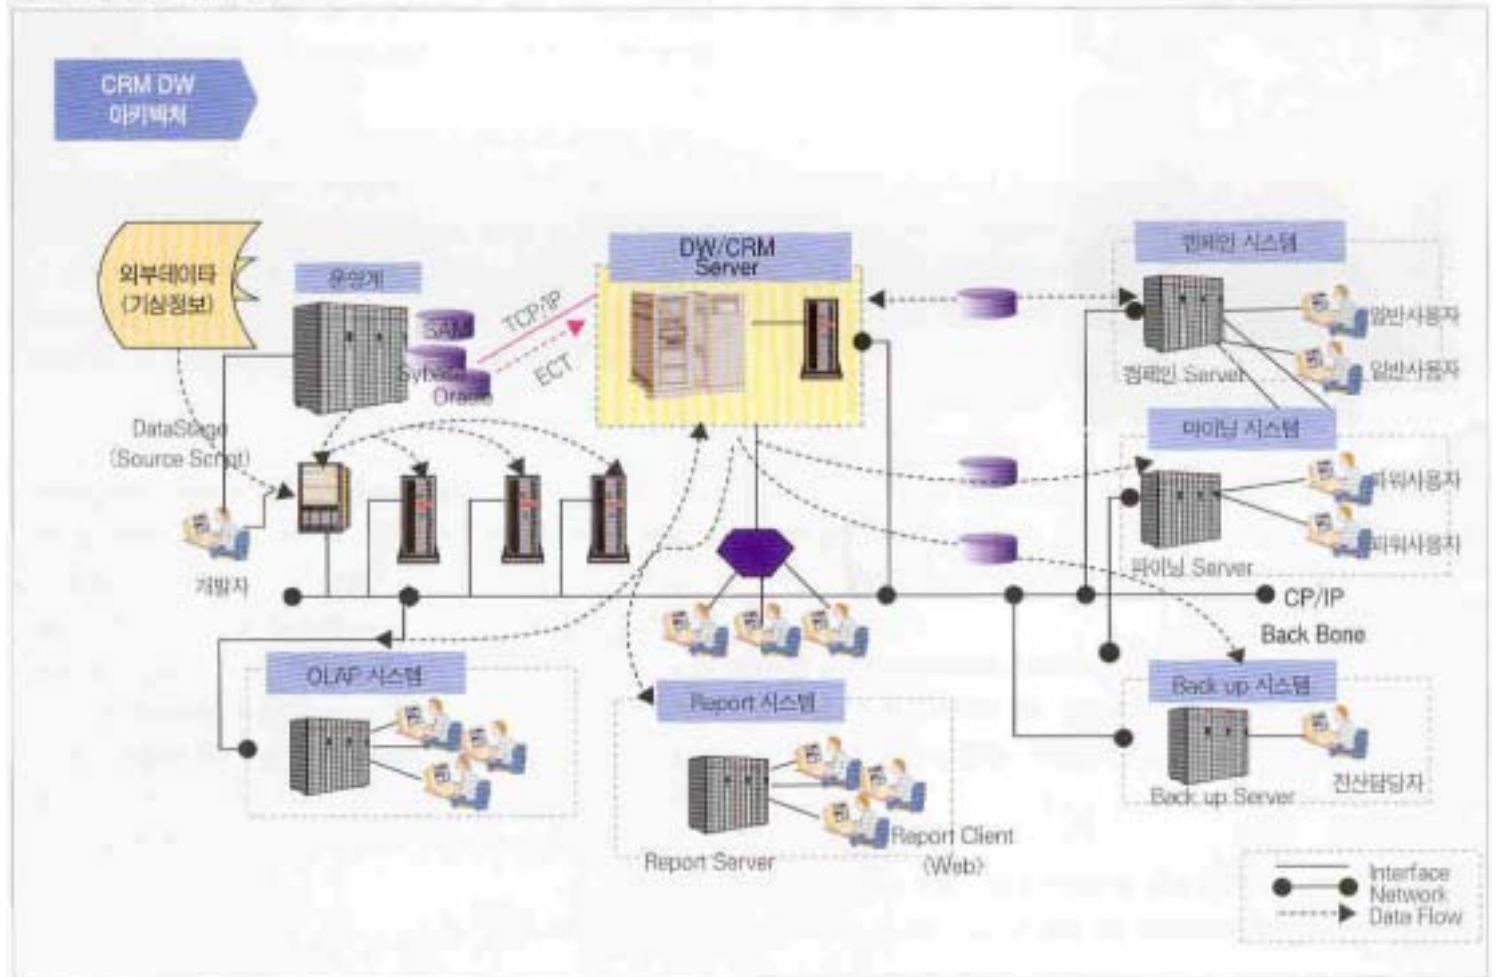 CRM DW
아키텍처
외부데이타
(기상정보)
운영계
SAM
Sybase
Oracle
TCP/IP
ECT
DW/CRM
Server
캠페인 시스템
일반사용자
일반사용자
캠페인 Server
DataStage
(Source Script)
마이닝 시스템
파워사용자
파워사용자
마이닝 Server
개발자
CP/IP
Back Bone
OLAP 시스템
Report 시스템
Back up 시스템
전산담당자
Back up Server
Report Server
Report Client
(Web)
Interface
Network
Data Flow